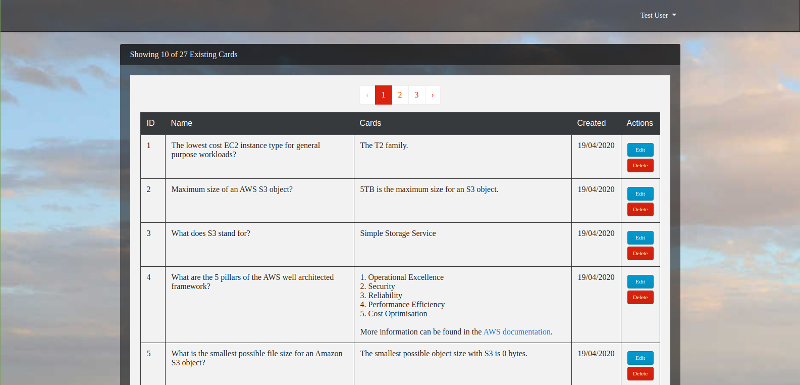 Test User
Showing 10 of 27 Existing Cards
‹ 1 2 3 ›
ID Name Cards Created Actions
1 The lowest cost EC2 instance type for general The T2 family. 19/04/2020 Edit
purpose workloads? Delete
2 Maximum size of an AWS S3 object? 5TB is the maximum size for an S3 object. 19/04/2020 Edit
Delete
3 What does S3 stand for? Simple Storage Service 19/04/2020 Edit
Delete
4 What are the 5 pillars of the AWS well architected 1. Operational Excellence 19/04/2020 Edit
framework? 2. Security
3. Reliability Delete
4. Performance Efficiency
5. Cost Optimisation
More information can be found in the AWS documentation.
5 What is the smallest possible file size for an Amazon The smallest possible object size with S3 is 0 bytes. 19/04/2020 Edit
S3 object? Delete